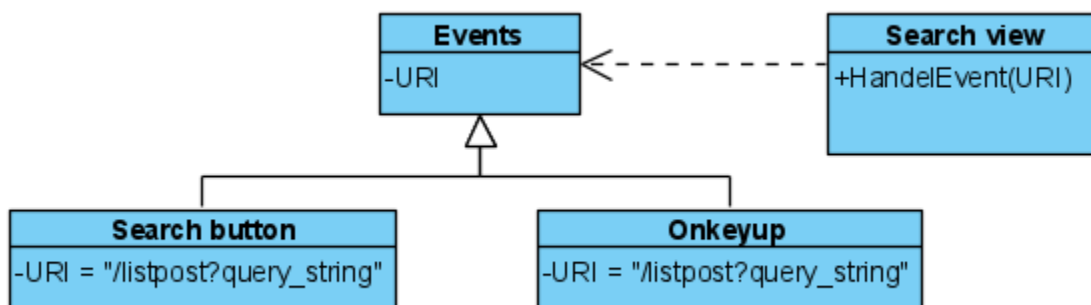 Events
-URI
Search view
+HandelEvent(URI)
Search button
-URI = "/listpost?query_string"
Onkeyup
-URI = "/listpost?query_string"